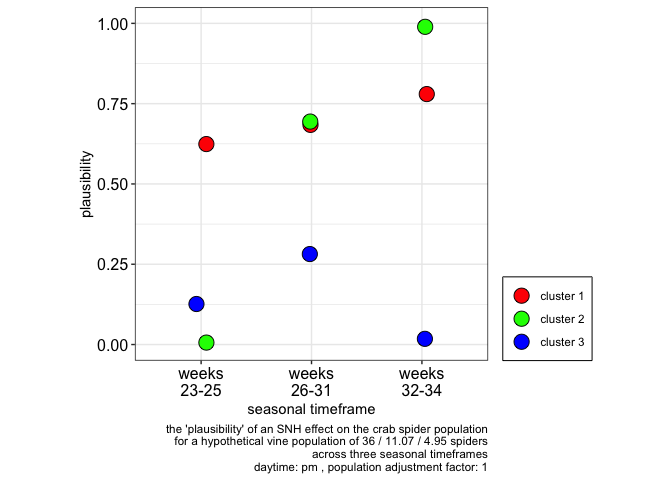 1.00
0.75
0.50
0.25
0.00
plausibility
weeks
23-25
weeks
26-31
weeks
32-34
seasonal timeframe
cluster 1
cluster 2
cluster 3
the 'plausibility' of an SNH effect on the crab spider population
for a hypothetical vine population of 36 / 11.07 / 4.95 spiders
across three seasonal timeframes
daytime: pm , population adjustment factor: 1